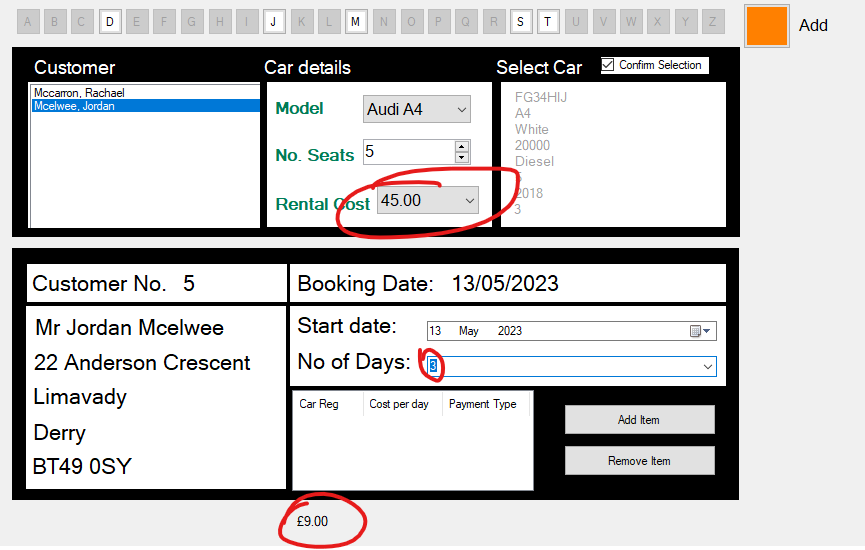 A B C D E F G H I J K L M N O P Q R S T U V W X Y Z
Add
Customer
Car details
Select Car
Confirm Selection
Mccarron, Rachael
Mcelwee, Jordan
Model
Audi A4
No. Seats
5
Rental Cost
45.00
FG34HIJ
A4
White
20000
Diesel
5
2018
3
Customer No. 5
Booking Date: 13/05/2023
Mr Jordan Mcelwee
22 Anderson Crescent
Limavady
Derry
BT49 0SY
Start date:
13 May 2023
No of Days:
3
Car Reg Cost per day Payment Type
Add Item
Remove Item
£9.00